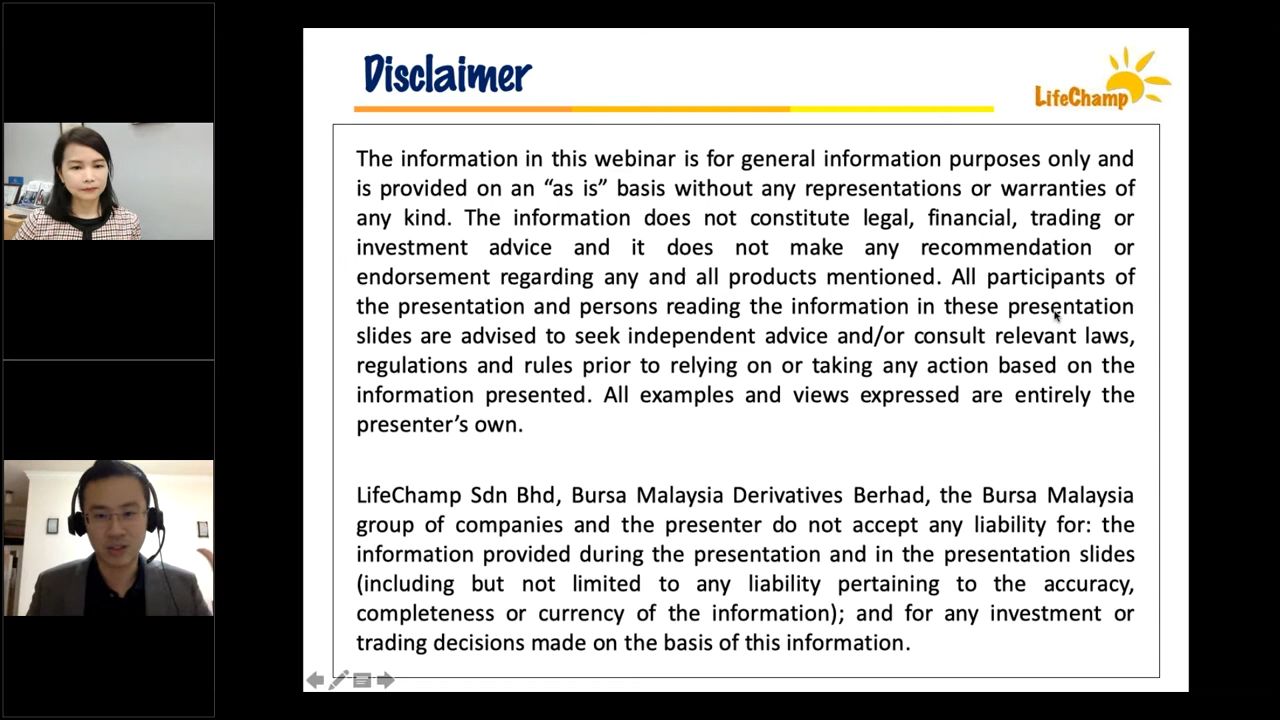 Disclaimer
LifeChamp
The information in this webinar is for general information purposes only and
is provided on an “as is” basis without any representations or warranties of
any kind. The information does not constitute legal, financial, trading or
investment advice and it does not make any recommendation or
endorsement regarding any and all products mentioned. All participants of
the presentation and persons reading the information in these presentation
slides are advised to seek independent advice and/or consult relevant laws,
regulations and rules prior to relying on or taking any action based on the
information presented. All examples and views expressed are entirely the
presenter’s own.
LifeChamp Sdn Bhd, Bursa Malaysia Derivatives Berhad, the Bursa Malaysia
group of companies and the presenter do not accept any liability for: the
information provided during the presentation and in the presentation slides
(including but not limited to any liability pertaining to the accuracy,
completeness or currency of the information); and for any investment or
trading decisions made on the basis of this information.